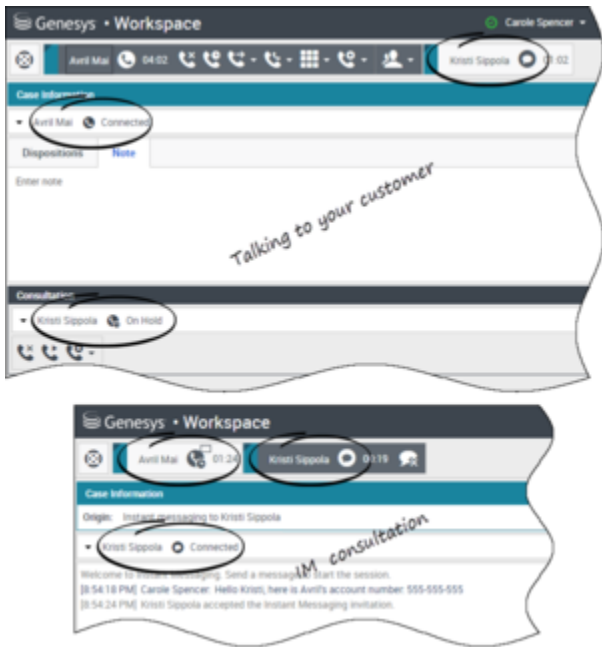 Genesys • Workspace
Carole Spencer
Avril Mai 04:02 Kristi Sippola 01:02
Case Information
Avril Mai Connected
Dispositions Note
Enter note
Talking to your customer
Consultation
Kristi Sippola On Hold
Genesys • Workspace
Avril Mai 01:24 Kristi Sippola 00:19
Case Information
Origin: Instant messaging to Kristi Sippola
Kristi Sippola Connected
IM consultation
Welcome to Instant Messaging. Send a message to start the session.
[8:54:18 PM] Carole Spencer: Hello Kristi, here is Avril's account number: 555-555-555
[8:54:24 PM] Kristi Sippola accepted the Instant Messaging invitation.